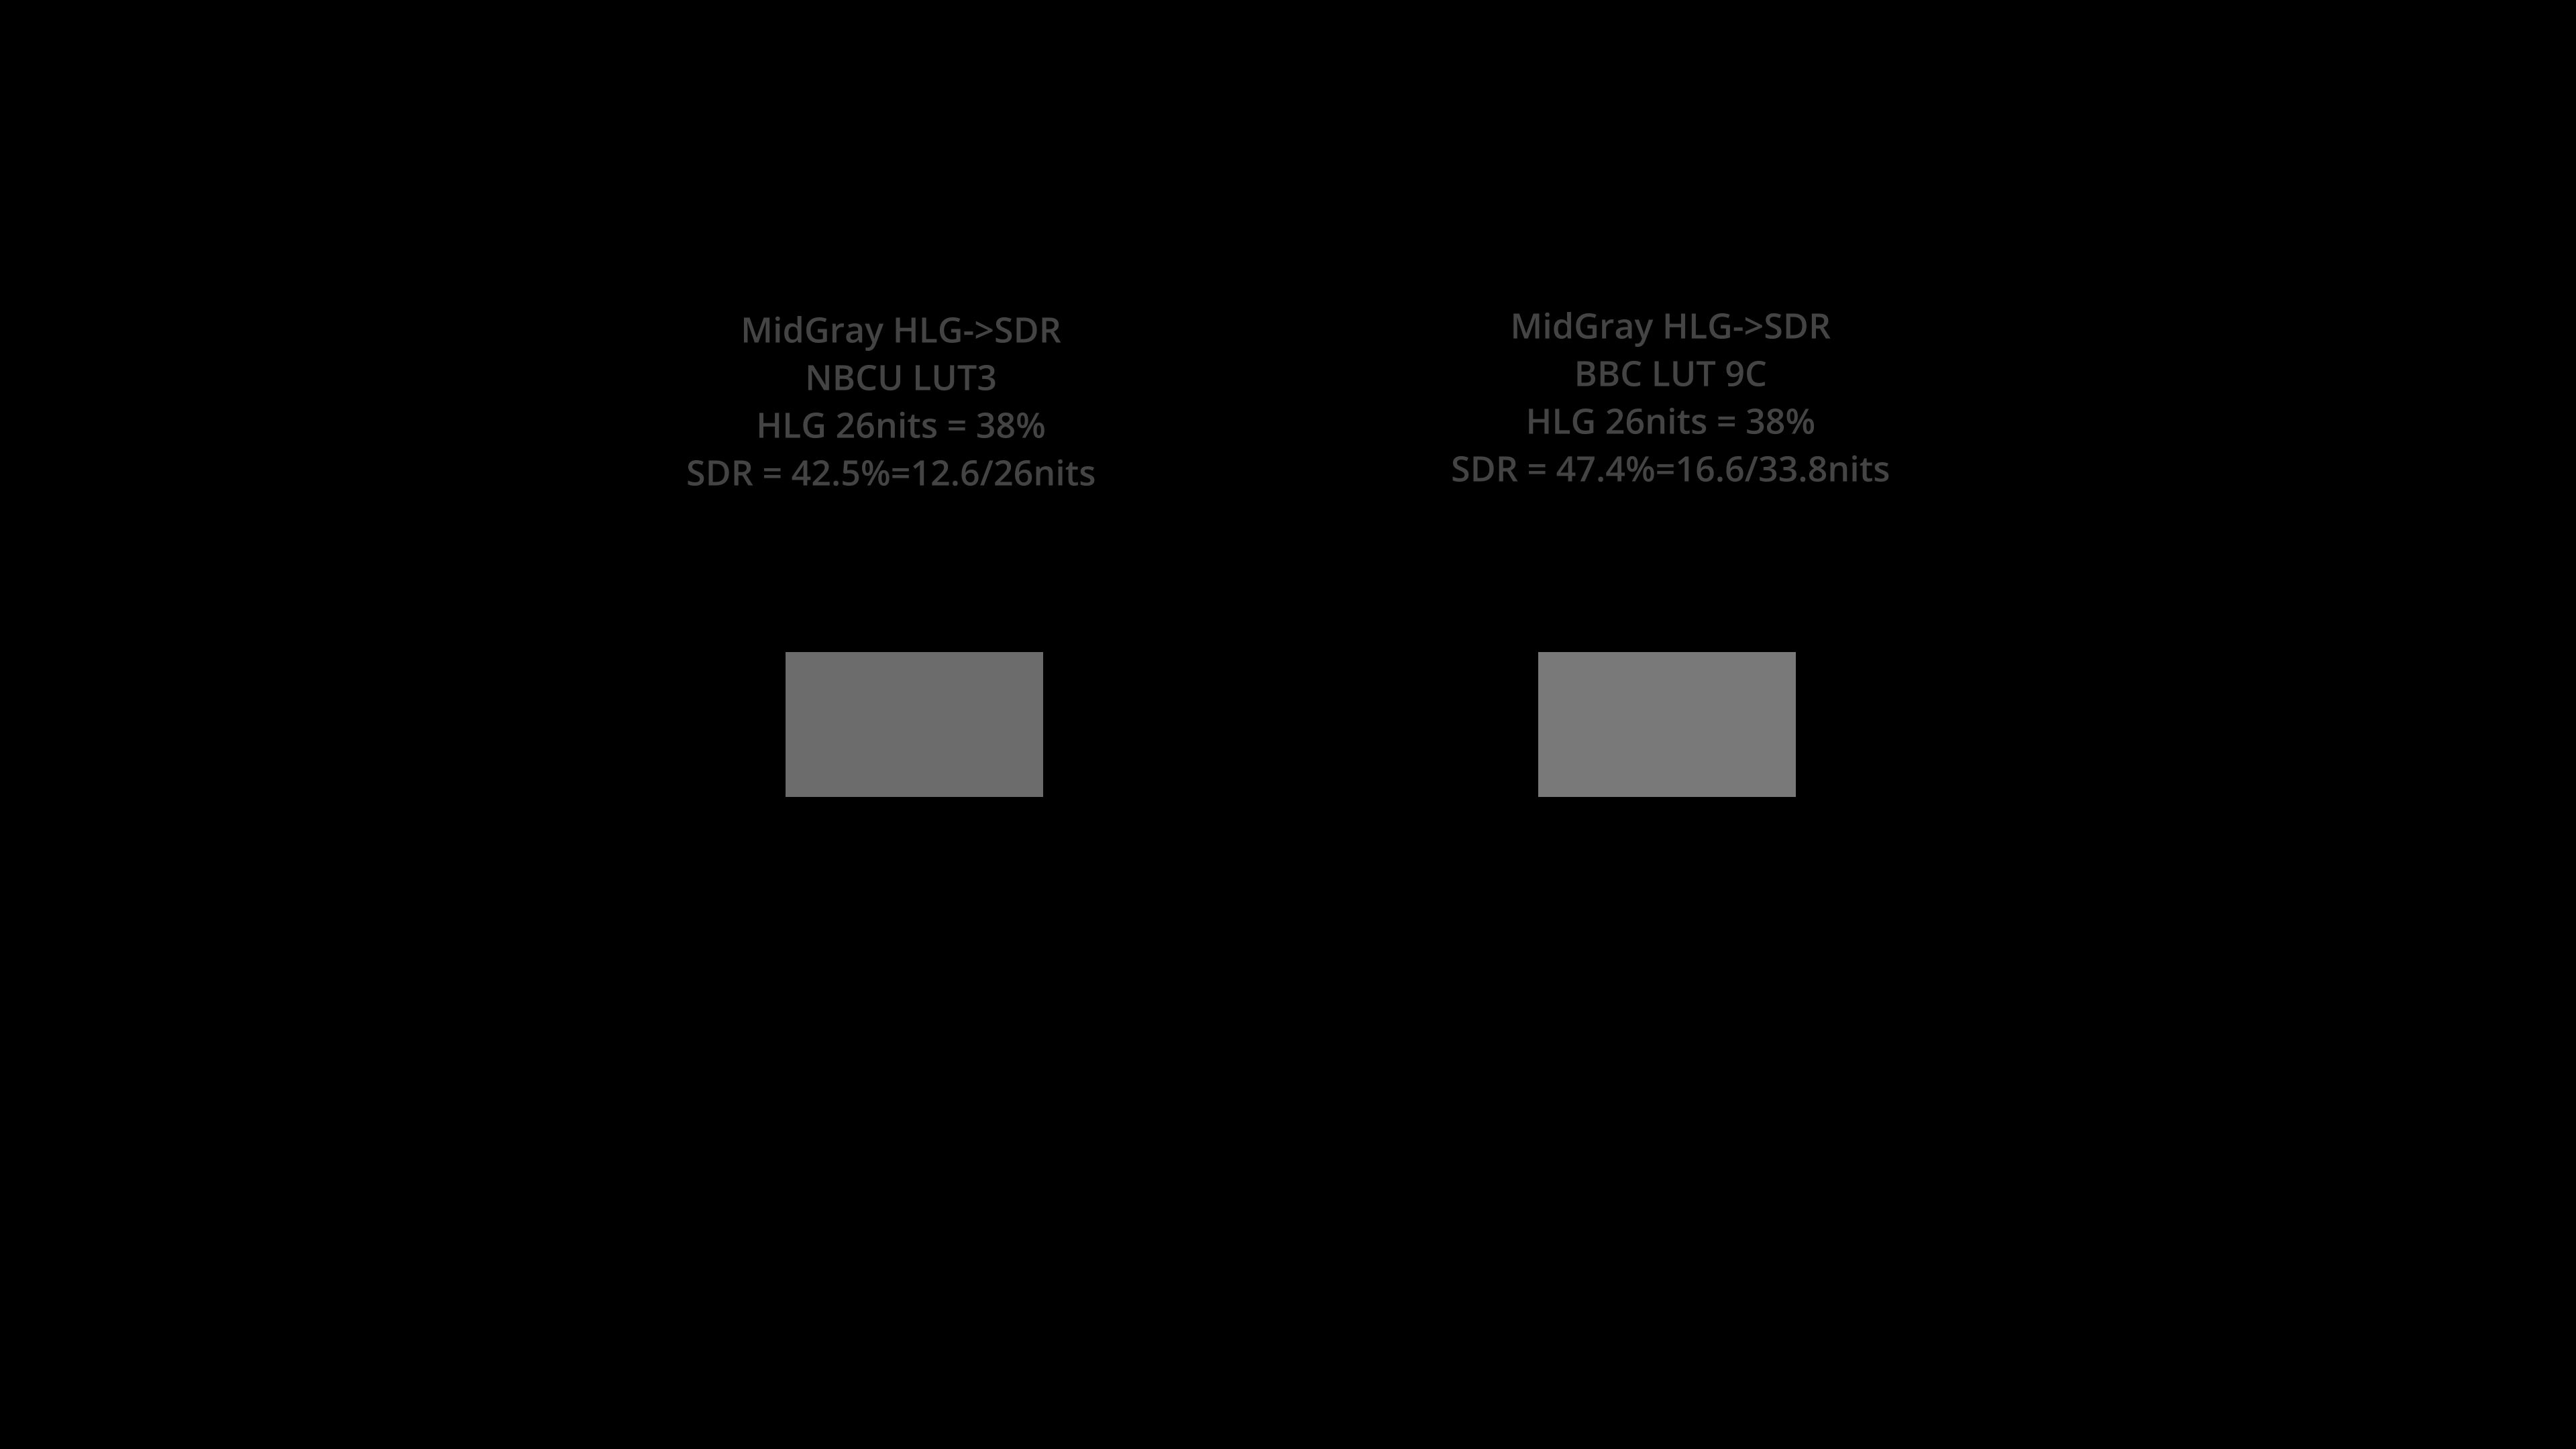 MidGray HLG->SDR
NBCU LUT3
HLG 26nits = 38%
SDR = 42.5%=12.6/26nits
MidGray HLG->SDR
BBC LUT 9C
HLG 26nits = 38%
SDR = 47.4%=16.6/33.8nits